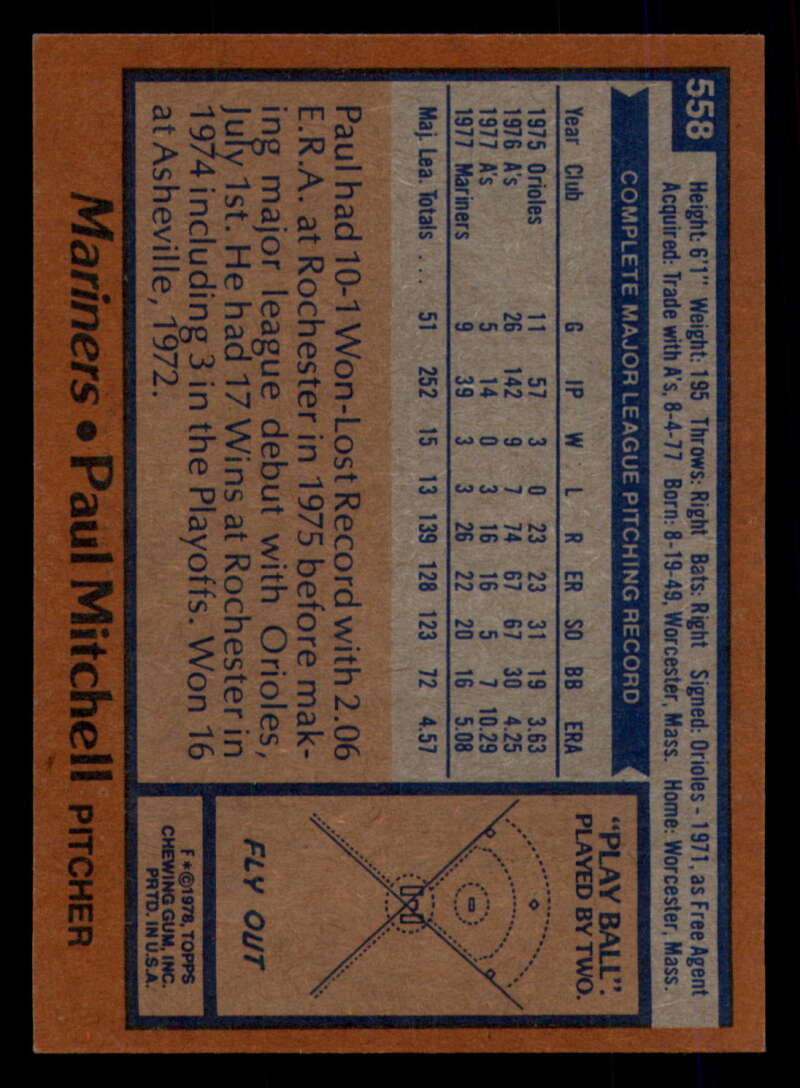 558
Height: 6'1" Weight: 195 Throws: Right Bats: Right Signed: Orioles - 1971, as Free Agent
Acquired: Trade with A's, 8-4-77 Born: 8-19-49, Worcester, Mass. Home: Worcester, Mass.
COMPLETE MAJOR LEAGUE PITCHING RECORD
Year Club G IP W L R ER SO BB ERA
1975 Orioles 11 57 3 0 23 23 31 19 3.63
1976 A's 26 142 9 7 74 67 67 30 4.25
1977 A's 5 14 0 3 16 16 5 7 10.29
1977 Mariners 9 39 3 3 26 22 20 16 5.08
Maj. Lea. Totals . . . 51 252 15 13 139 128 123 72 4.57
Paul had 10-1 Won-Lost Record with 2.06
E.R.A. at Rochester in 1975 before mak-
ing major league debut with Orioles,
July 1st. He had 17 Wins at Rochester in
1974 including 3 in the Playoffs. Won 16
at Asheville, 1972.
"PLAY BALL".
PLAYED BY TWO.
FLY OUT
F*©1978, TOPPS
CHEWING GUM, INC.
PRTD. IN U.S.A.
Mariners • Paul Mitchell PITCHER